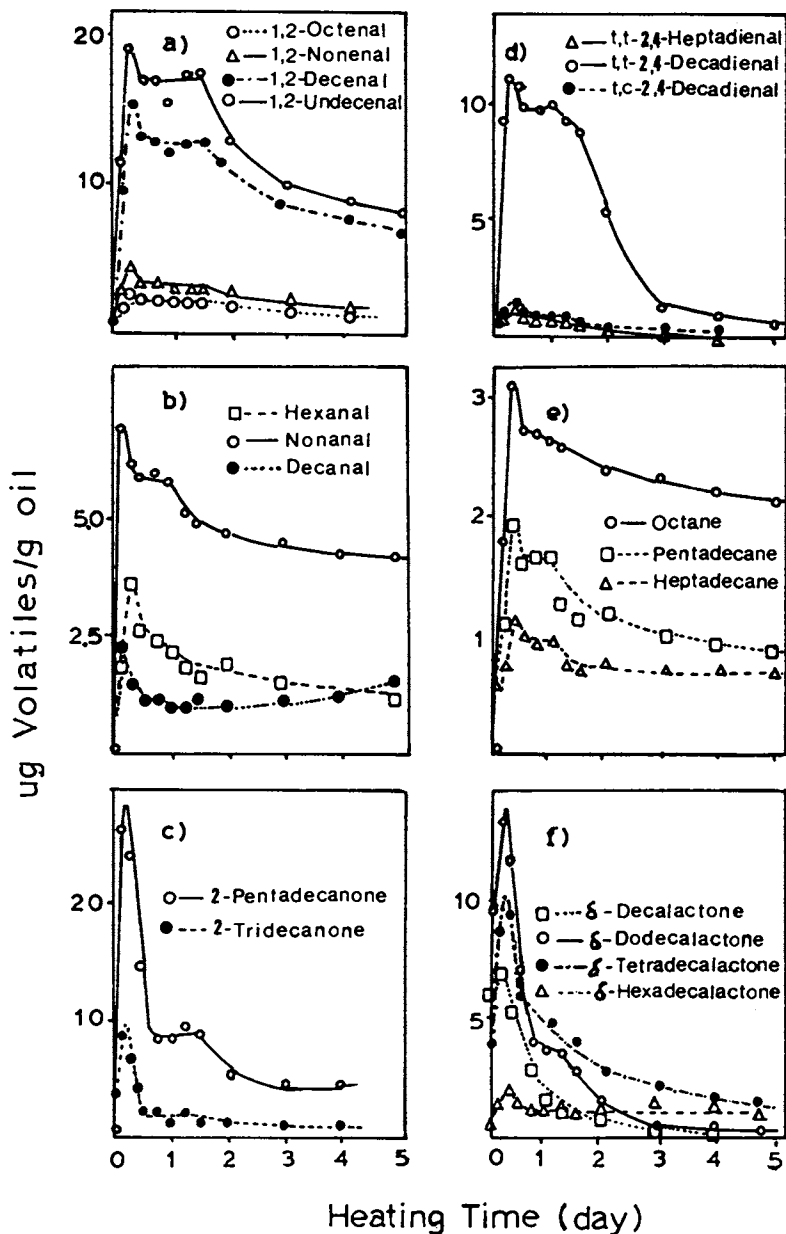 20
10
a)
1,2-Octenal
1,2-Nonenal
1,2-Decenal
1,2-Undecenal
d)
t,t-2,4-Heptadienal
t,t-2,4-Decadienal
t,c-2,4-Decadienal
10
5
b)
Hexanal
Nonanal
Decanal
5.0
2.5
e)
Octane
Pentadecane
Heptadecane
3
2
1
c)
2-Pentadecanone
2-Tridecanone
20
10
0 1 2 3 4 5
f)
δ-Decalactone
δ-Dodecalactone
δ-Tetradecalactone
δ-Hexadecalactone
10
5
0 1 2 3 4 5
ug Volatiles/g oil
Heating Time (day)